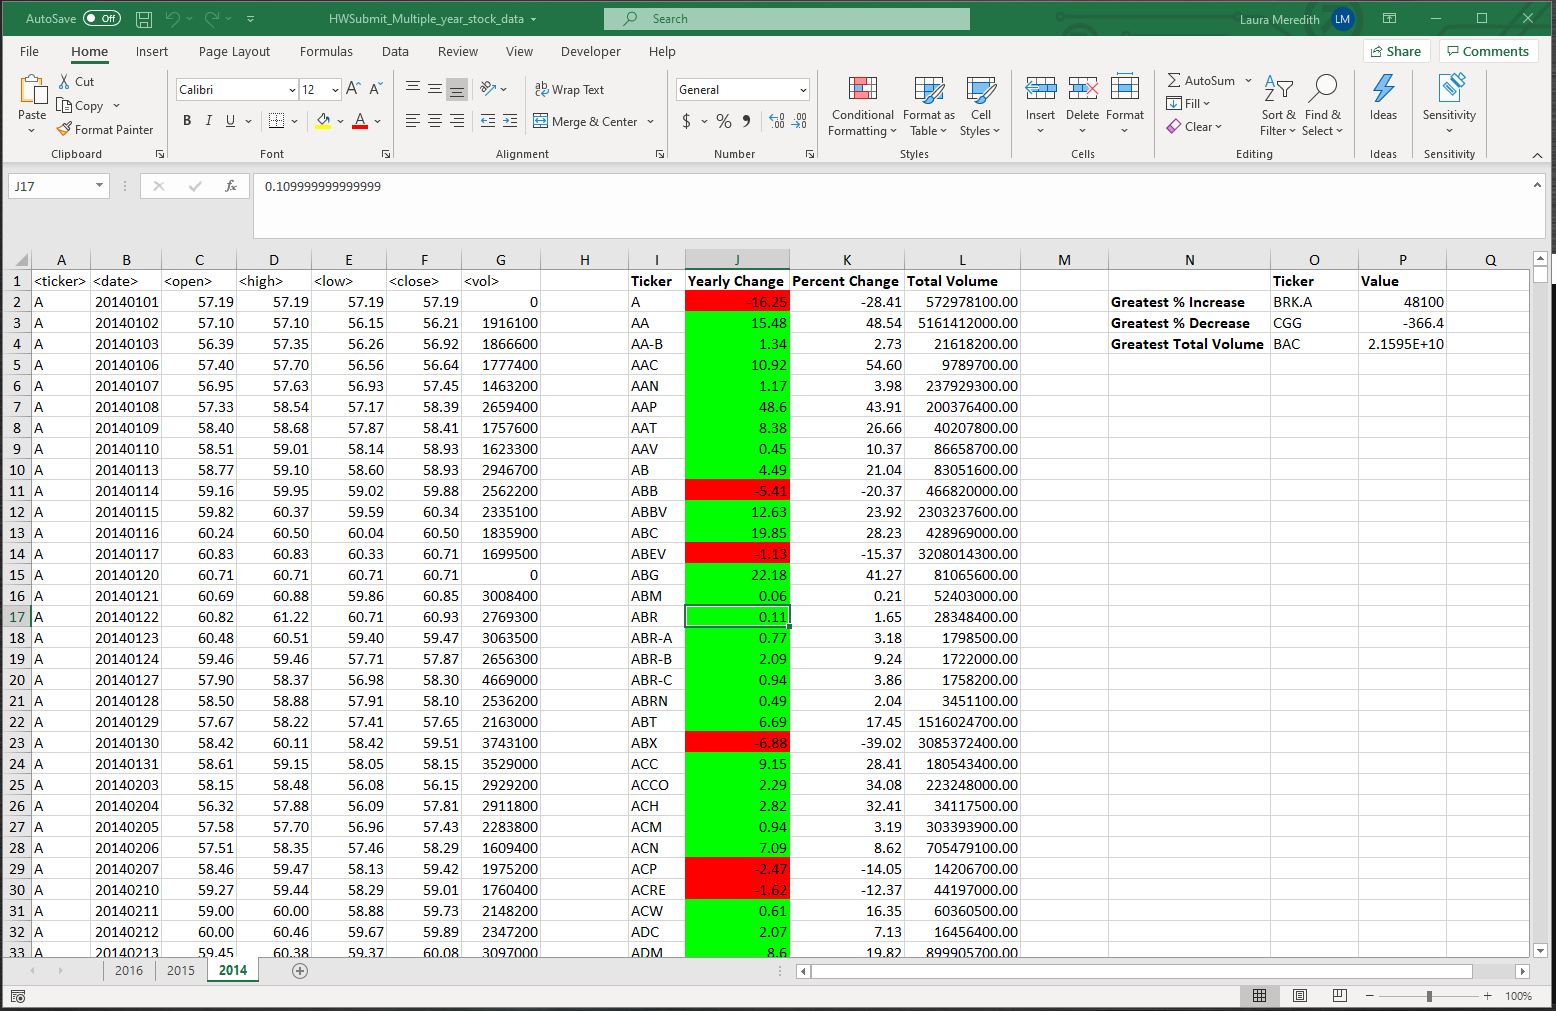 AutoSave Off HWSubmit_Multiple_year_stock_data Search Laura Meredith LM
File Home Insert Page Layout Formulas Data Review View Developer Help Share Comments
Cut Calibri 12 A A Wrap Text General AutoSum
Copy Fill
Paste Format Painter B I U A Merge & Center $ % Conditional Formatting Format as Table Cell Styles Insert Delete Format Clear Sort & Filter Find & Select Ideas Sensitivity
Clipboard Font Alignment Number Styles Cells Editing Ideas Sensitivity
J17 fx 0.109999999999999
A B C D E F G H I J K L M N O P Q
1 <ticker> <date> <open> <high> <low> <close> <vol> Ticker Yearly Change Percent Change Total Volume Ticker Value
2 A 20140101 57.19 57.19 57.19 57.19 0 A -16.25 -28.41 572978100.00 Greatest % Increase BRK.A 48100
3 A 20140102 57.10 57.10 56.15 56.21 1916100 AA 15.48 48.54 5161412000.00 Greatest % Decrease CGG -366.4
4 A 20140103 56.39 57.35 56.26 56.92 1866600 AA-B 1.34 2.73 21618200.00 Greatest Total Volume BAC 2.1595E+10
5 A 20140106 57.40 57.70 56.56 56.64 1777400 AAC 10.92 54.60 9789700.00
6 A 20140107 56.95 57.63 56.93 57.45 1463200 AAN 1.17 3.98 237929300.00
7 A 20140108 57.33 58.54 57.17 58.39 2659400 AAP 48.6 43.91 200376400.00
8 A 20140109 58.40 58.68 57.87 58.41 1757600 AAT 8.38 26.66 40207800.00
9 A 20140110 58.51 59.01 58.14 58.93 1623300 AAV 0.45 10.37 86658700.00
10 A 20140113 58.77 59.10 58.60 58.93 2946700 AB 4.49 21.04 83051600.00
11 A 20140114 59.16 59.95 59.02 59.88 2562200 ABB -5.41 -20.37 466820000.00
12 A 20140115 59.82 60.37 59.59 60.34 2335100 ABBV 12.63 23.92 2303237600.00
13 A 20140116 60.24 60.50 60.04 60.50 1835900 ABC 19.85 28.23 428969000.00
14 A 20140117 60.83 60.83 60.33 60.71 1699500 ABEV -1.13 -15.37 3208014300.00
15 A 20140120 60.71 60.71 60.71 60.71 0 ABG 22.18 41.27 81065600.00
16 A 20140121 60.69 60.88 59.86 60.85 3008400 ABM 0.06 0.21 52403000.00
17 A 20140122 60.82 61.22 60.71 60.93 2769300 ABR 0.11 1.65 28348400.00
18 A 20140123 60.48 60.51 59.40 59.47 3063500 ABR-A 0.77 3.18 1798500.00
19 A 20140124 59.46 59.46 57.71 57.87 2656300 ABR-B 2.09 9.24 1722000.00
20 A 20140127 57.90 58.37 56.98 58.30 4669000 ABR-C 0.94 3.86 1758200.00
21 A 20140128 58.50 58.88 57.91 58.10 2536200 ABRN 0.49 2.04 3451100.00
22 A 20140129 57.67 58.22 57.41 57.65 2163000 ABT 6.69 17.45 1516024700.00
23 A 20140130 58.42 60.11 58.42 59.51 3743100 ABX -6.88 -39.02 3085372400.00
24 A 20140131 58.61 59.15 58.05 58.15 3529000 ACC 9.15 28.41 180543400.00
25 A 20140203 58.15 58.48 56.08 56.15 2929200 ACCO 2.29 34.08 223248000.00
26 A 20140204 56.32 57.88 56.09 57.81 2911800 ACH 2.82 32.41 34117500.00
27 A 20140205 57.58 57.70 56.96 57.43 2283800 ACM 0.94 3.19 303393900.00
28 A 20140206 57.51 58.35 57.46 58.29 1609400 ACN 7.09 8.62 705479100.00
29 A 20140207 58.46 59.47 58.13 59.42 1975200 ACP -2.47 -14.05 14206700.00
30 A 20140210 59.27 59.44 58.29 59.01 1760400 ACRE -1.62 -12.37 44197000.00
31 A 20140211 59.00 60.00 58.88 59.73 2148200 ACW 0.61 16.35 60360500.00
32 A 20140212 60.00 60.46 59.67 59.89 2347200 ADC 2.07 7.13 16456400.00
33 A 20140213 59.45 60.38 59.37 60.08 3097000 ADM 8.6 19.82 899905700.00
2016 2015 2014
100%